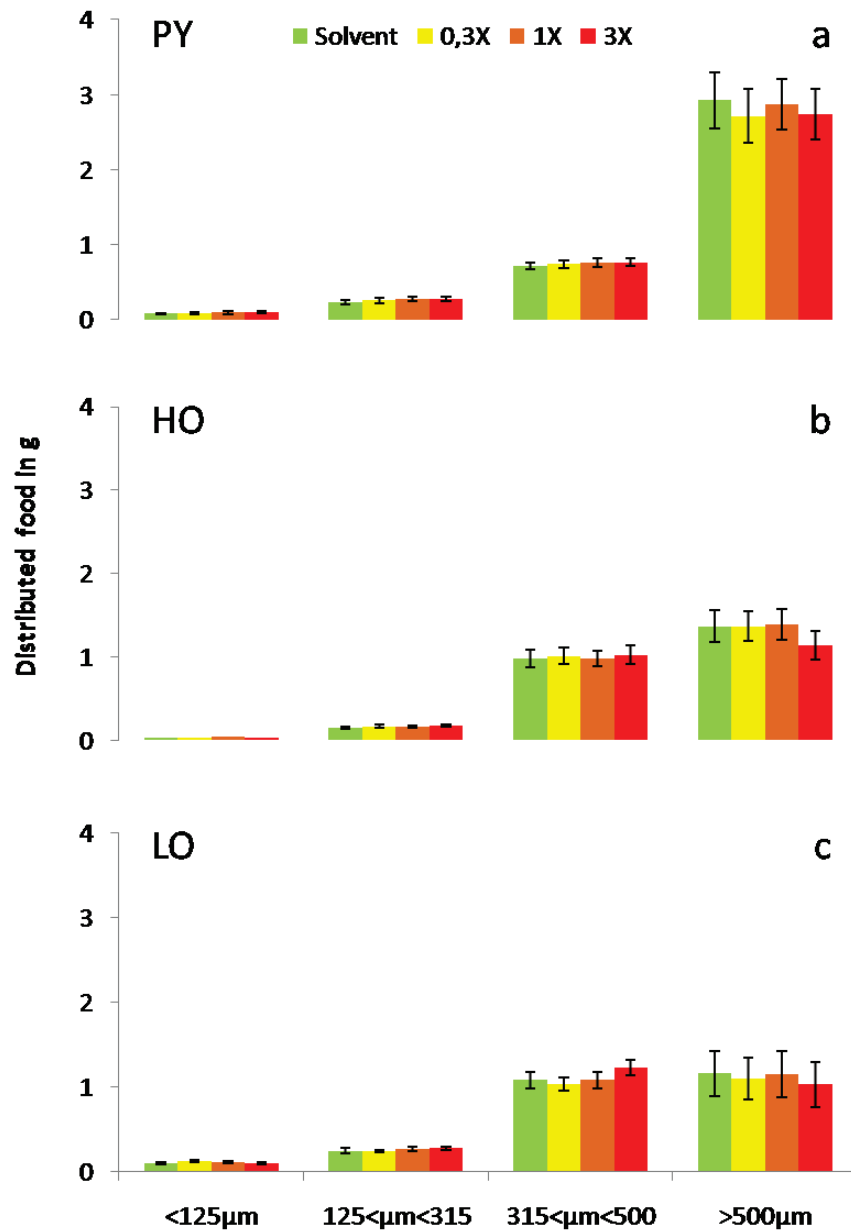 PY
Solvent 0,3X 1X 3X
a
4
3
2
1
0
HO
b
4
3
2
1
0
Distributed food in g
LO
c
4
3
2
1
0
<125µm 125<µm<315 315<µm<500 >500µm